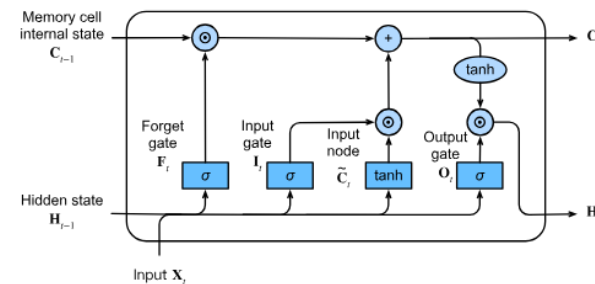 Memory cell
internal state
C_{t−1}
⊙
+
C
tanh
Forget
gate
F_t
Input
gate
I_t
Input
node
C̃_t
⊙
Output
gate
O_t
⊙
σ
σ
tanh
σ
Hidden state
H_{t−1}
H
Input X_t